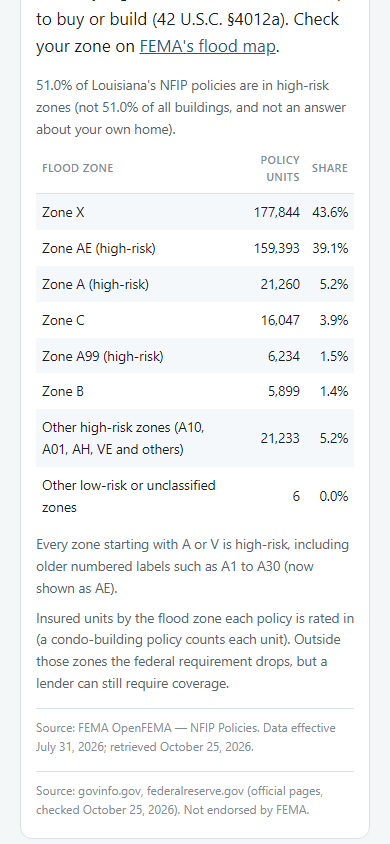 to buy or build (42 U.S.C. §4012a). Check
your zone on FEMA's flood map.
51.0% of Louisiana's NFIP policies are in high-risk
zones (not 51.0% of all buildings, and not an answer
about your own home).
FLOOD ZONE POLICY UNITS SHARE
Zone X 177,844 43.6%
Zone AE (high-risk) 159,393 39.1%
Zone A (high-risk) 21,260 5.2%
Zone C 16,047 3.9%
Zone A99 (high-risk) 6,234 1.5%
Zone B 5,899 1.4%
Other high-risk zones (A10,
A01, AH, VE and others) 21,233 5.2%
Other low-risk or unclassified
zones 6 0.0%
Every zone starting with A or V is high-risk, including
older numbered labels such as A1 to A30 (now
shown as AE).
Insured units by the flood zone each policy is rated in
(a condo-building policy counts each unit). Outside
those zones the federal requirement drops, but a
lender can still require coverage.
Source: FEMA OpenFEMA — NFIP Policies. Data effective
July 31, 2026; retrieved October 25, 2026.
Source: govinfo.gov, federalreserve.gov (official pages,
checked October 25, 2026). Not endorsed by FEMA.